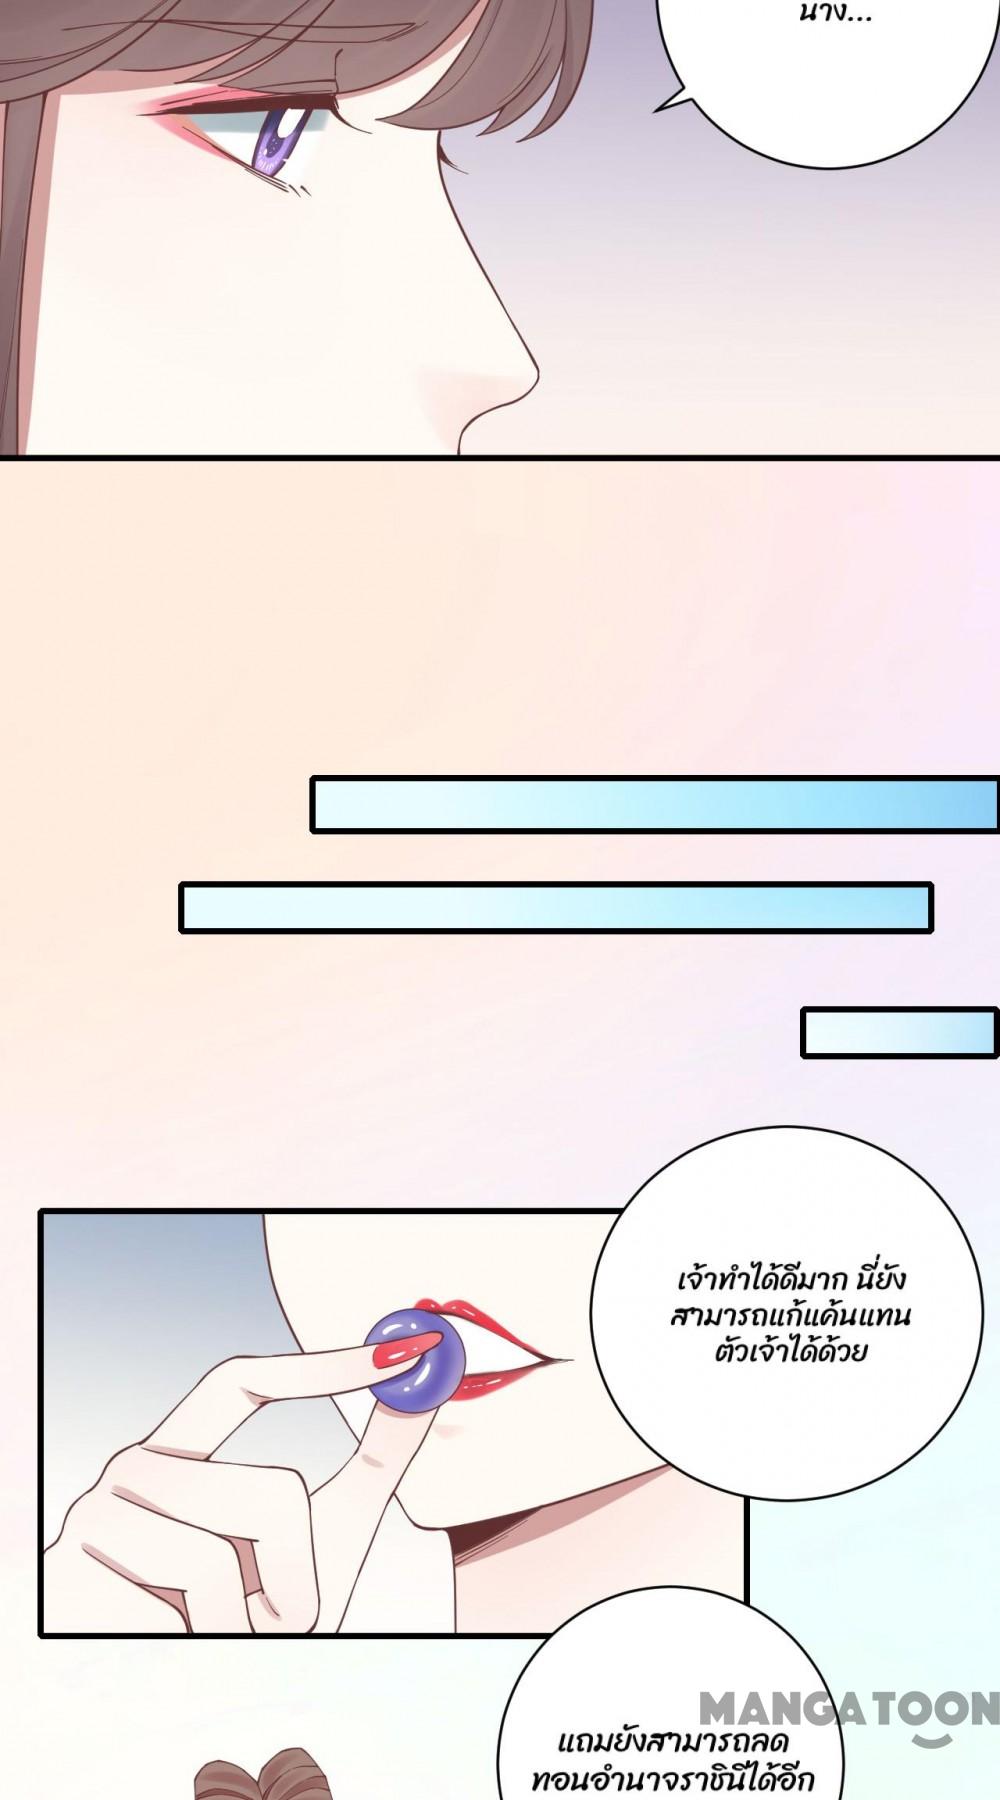 นาง...
เจ้าทำได้ดีมาก นี่ยัง
สามารถแก้แค้นแทน
ตัวเจ้าได้ด้วย
MANGATOON
แถมยังสามารถลด
ทอนอำนาจราชินีได้อีก